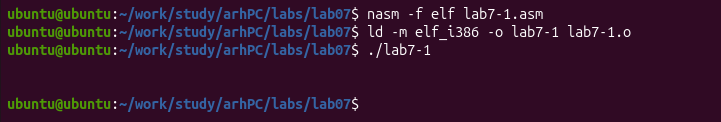 ubuntu@ubuntu:~/work/study/arhPC/labs/lab07$ nasm -f elf lab7-1.asm
ubuntu@ubuntu:~/work/study/arhPC/labs/lab07$ ld -m elf_i386 -o lab7-1 lab7-1.o
ubuntu@ubuntu:~/work/study/arhPC/labs/lab07$ ./lab7-1
ubuntu@ubuntu:~/work/study/arhPC/labs/lab07$